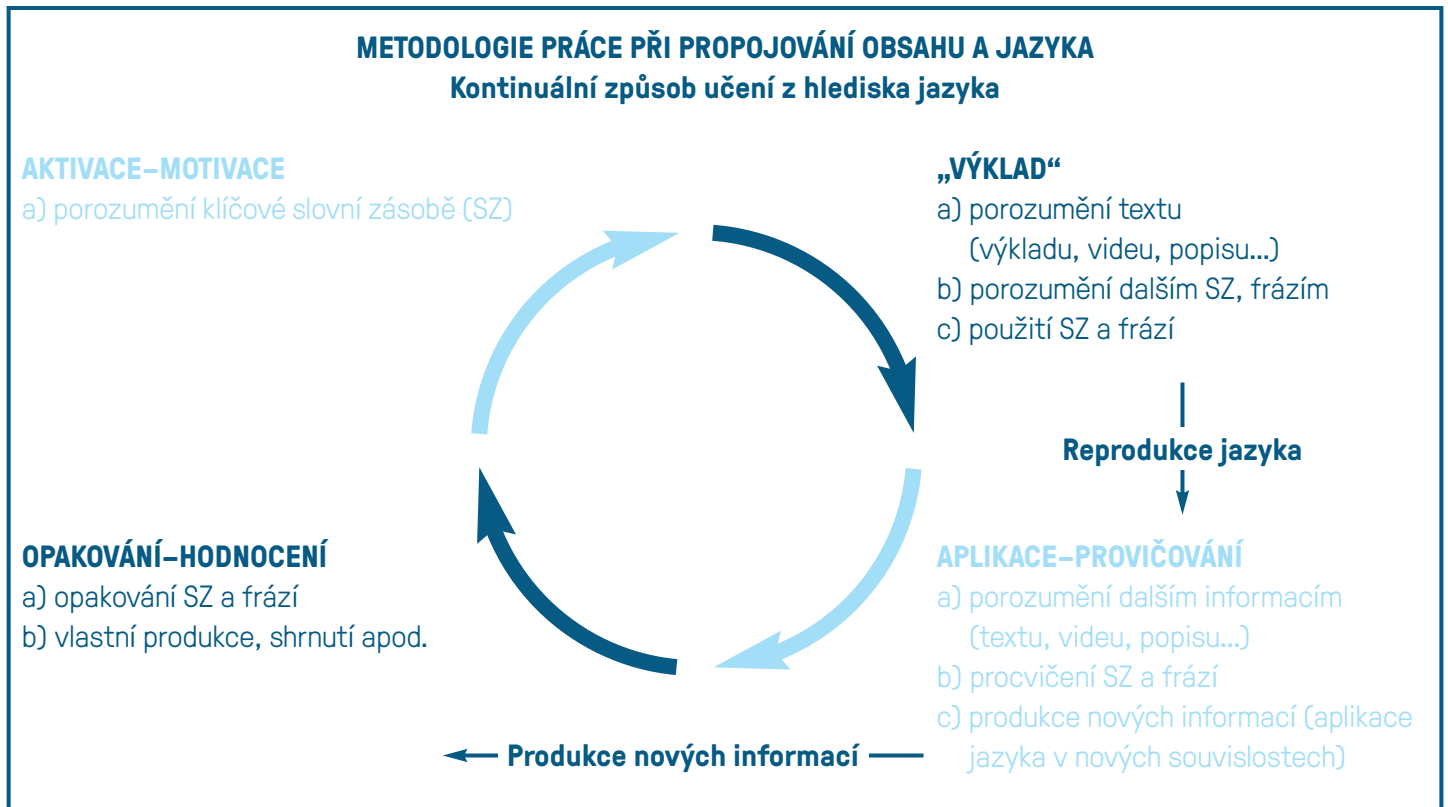 METODOLOGIE PRÁCE PŘI PROPOJOVÁNÍ OBSAHU A JAZYKA
Kontinuální způsob učení z hlediska jazyka
AKTIVACE–MOTIVACE
a) porozumění klíčové slovní zásobě (SZ)
„VÝKLAD“
a) porozumění textu
(výkladu, videu, popisu...)
b) porozumění dalším SZ, frázím
c) použití SZ a frází
Reprodukce jazyka
APLIKACE–PROVIČOVÁNÍ
a) porozumění dalším informacím
(textu, videu, popisu...)
b) procvičení SZ a frází
c) produkce nových informací (aplikace
jazyka v nových souvislostech)
Produkce nových informací
OPAKOVÁNÍ–HODNOCENÍ
a) opakování SZ a frází
b) vlastní produkce, shrnutí apod.